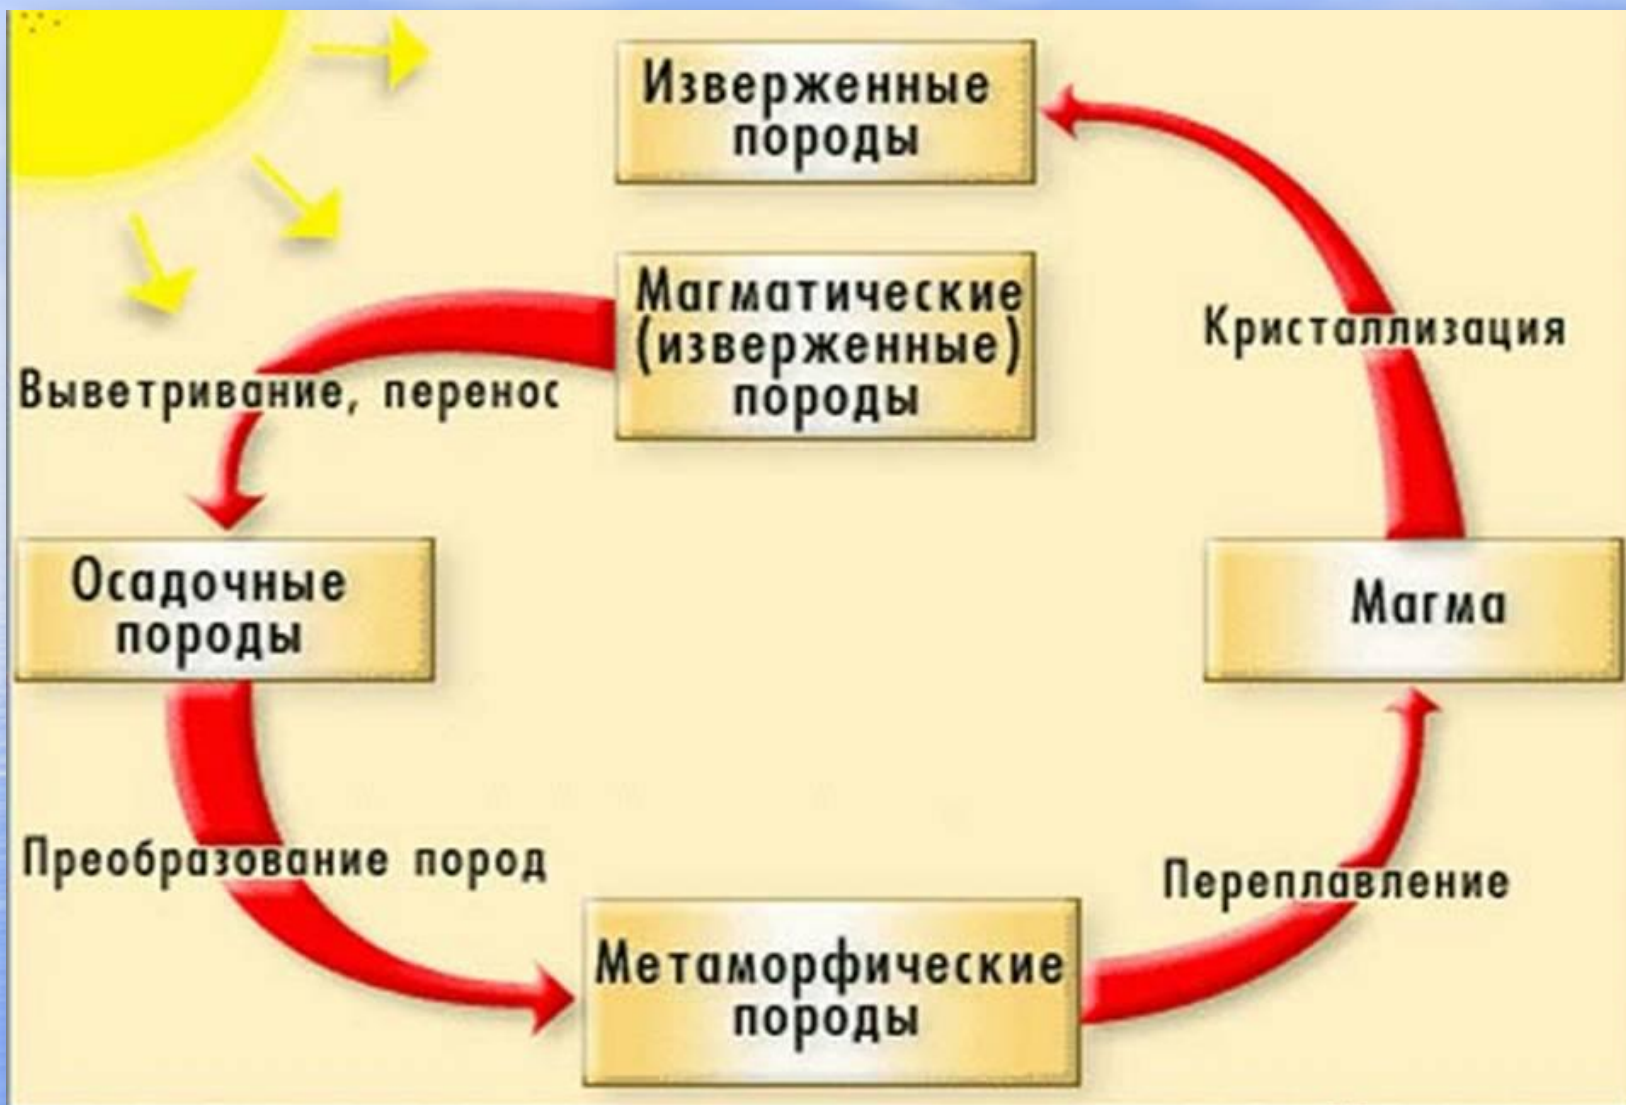 Изверженные
породы
Магматические
(изверженные)
породы
Кристаллизация
Выветривание, перенос
Осадочные
породы
Магма
Преобразование пород
Переплавление
Метаморфические
породы